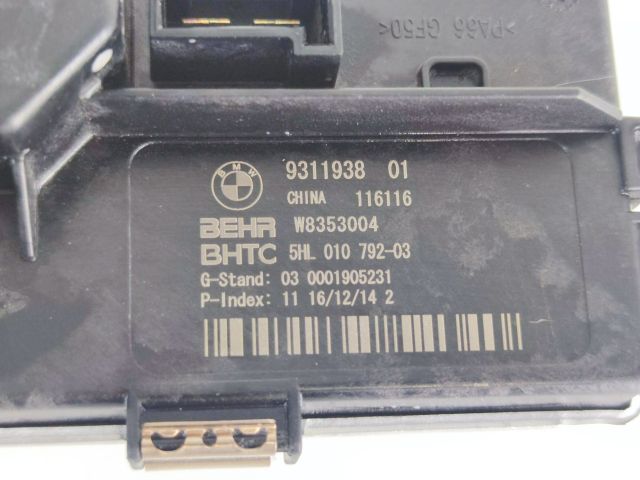 >PA66 GF50<
BMW 9311938 01
CHINA 116116
BEHR W8353004
BHTC 5HL 010 792-03
G-Stand: 03 0001905231
P-Index: 11 16/12/14 2